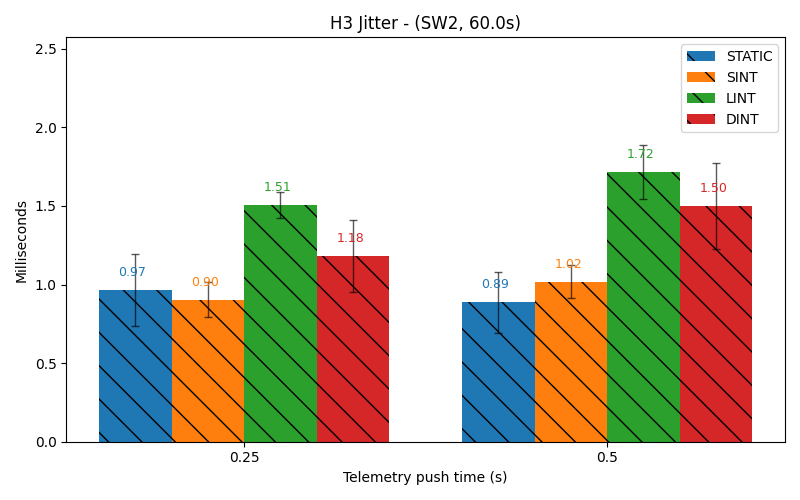 H3 Jitter - (SW2, 60.0s)
2.5
2.0
1.5
1.0
0.5
0.0
Milliseconds
STATIC
SINT
LINT
DINT
0.97
0.90
1.51
1.18
0.89
1.02
1.72
1.50
0.25
0.5
Telemetry push time (s)